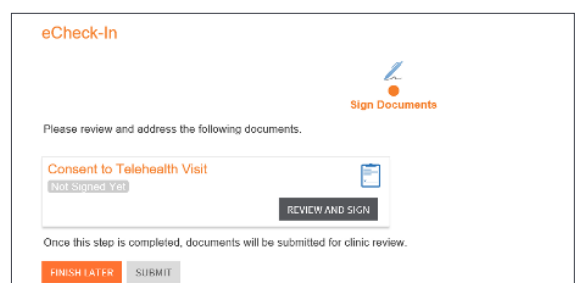 eCheck-In
Sign Documents
Please review and address the following documents.
Consent to Telehealth Visit
Not Signed Yet
REVIEW AND SIGN
Once this step is completed, documents will be submitted for clinic review.
FINISH LATER SUBMIT